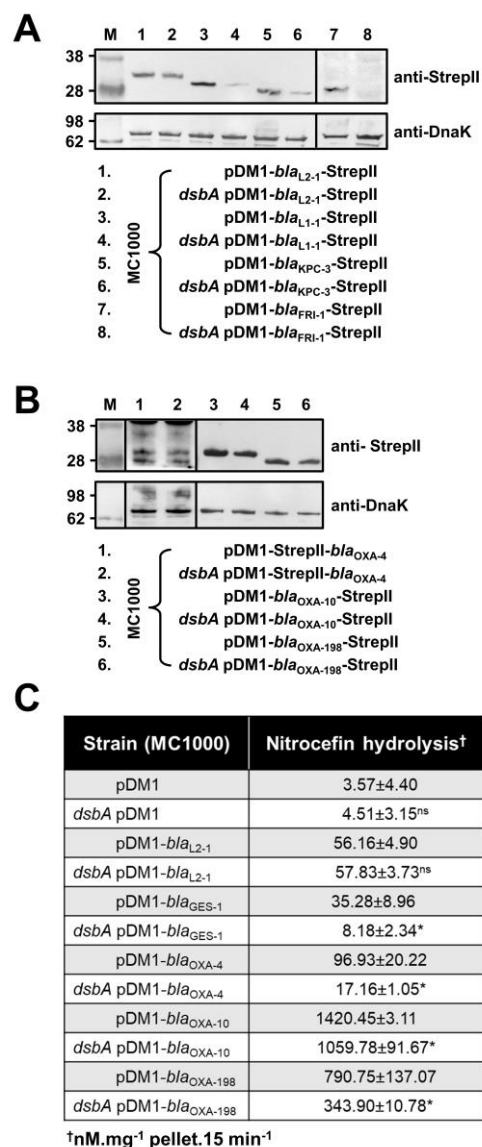 A
M 1 2 3 4 5 6 7 8
38
28
anti-StrepII
98
62
anti-DnaK
MC1000
1. pDM1-blaL2-1-StrepII
2. dsbA pDM1-blaL2-1-StrepII
3. pDM1-blaL1-1-StrepII
4. dsbA pDM1-blaL1-1-StrepII
5. pDM1-blaKPC-3-StrepII
6. dsbA pDM1-blaKPC-3-StrepII
7. pDM1-blaFRI-1-StrepII
8. dsbA pDM1-blaFRI-1-StrepII
B
M 1 2 3 4 5 6
38
28
anti- StrepII
98
62
anti-DnaK
MC1000
1. pDM1-StrepII-blaOXA-4
2. dsbA pDM1-StrepII-blaOXA-4
3. pDM1-blaOXA-10-StrepII
4. dsbA pDM1-blaOXA-10-StrepII
5. pDM1-blaOXA-198-StrepII
6. dsbA pDM1-blaOXA-198-StrepII
C
Strain (MC1000) Nitrocefin hydrolysis†
pDM1 3.57±4.40
dsbA pDM1 4.51±3.15ns
pDM1-blaL2-1 56.16±4.90
dsbA pDM1-blaL2-1 57.83±3.73ns
pDM1-blaGES-1 35.28±8.96
dsbA pDM1-blaGES-1 8.18±2.34*
pDM1-blaOXA-4 96.93±20.22
dsbA pDM1-blaOXA-4 17.16±1.05*
pDM1-blaOXA-10 1420.45±3.11
dsbA pDM1-blaOXA-10 1059.78±91.67*
pDM1-blaOXA-198 790.75±137.07
dsbA pDM1-blaOXA-198 343.90±10.78*
†nM.mg-1 pellet.15 min-1